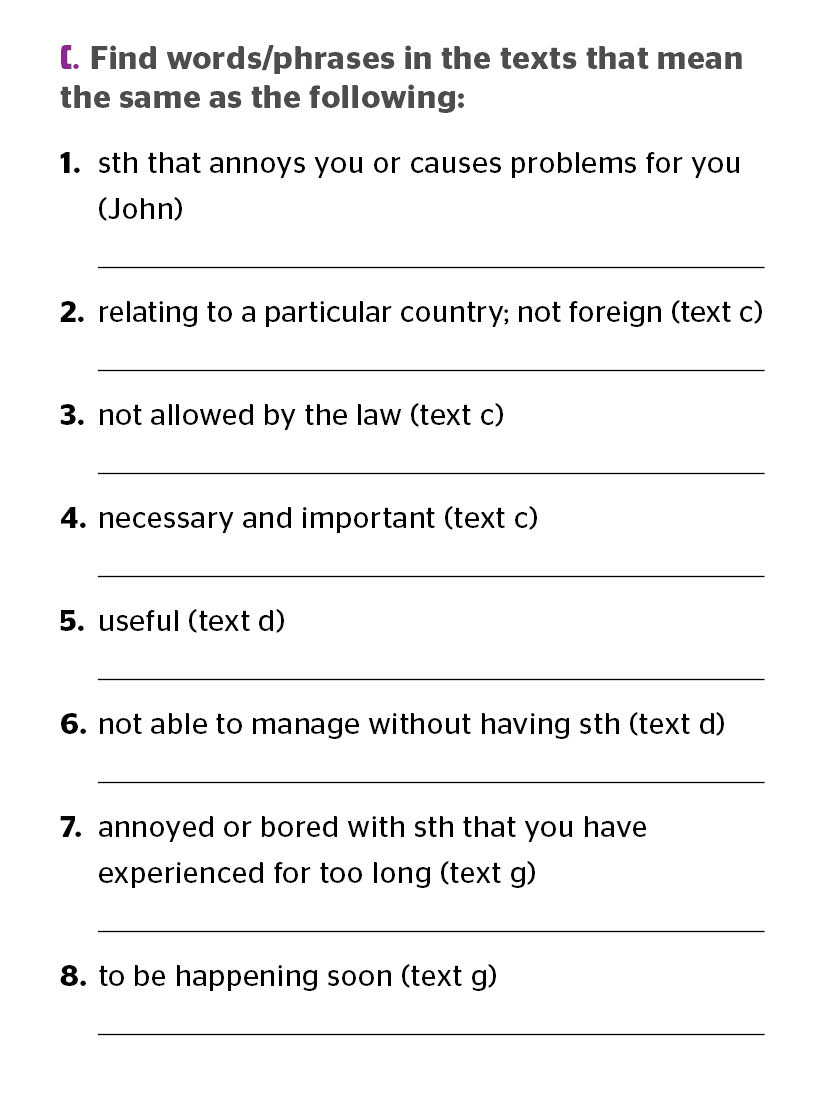 C. Find words/phrases in the texts that mean
the same as the following:
1. sth that annoys you or causes problems for you
(John)
2. relating to a particular country; not foreign (text c)
3. not allowed by the law (text c)
4. necessary and important (text c)
5. useful (text d)
6. not able to manage without having sth (text d)
7. annoyed or bored with sth that you have
experienced for too long (text g)
8. to be happening soon (text g)